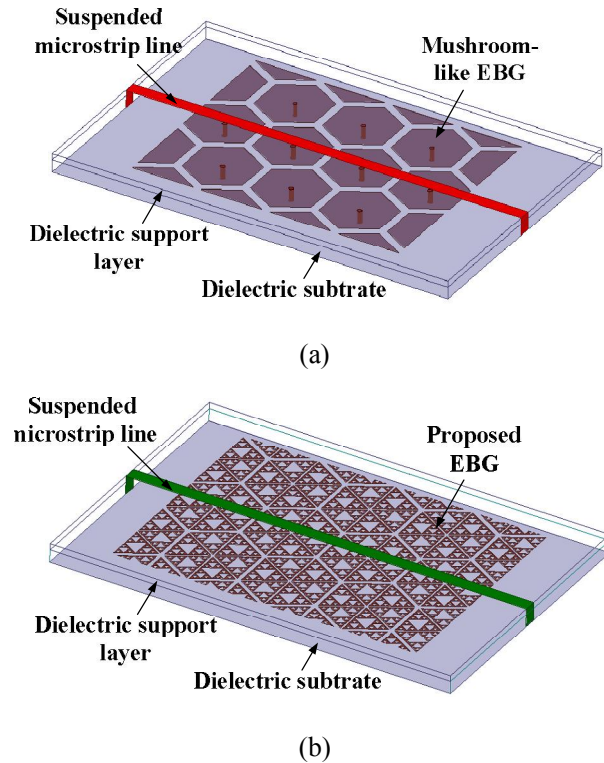 Suspended
microstrip line
Mushroom-
like EBG
Dielectric support
layer
Dielectric subtrate
(a)
Suspended
microstrip line
Proposed
EBG
Dielectric support
layer
Dielectric subtrate
(b)